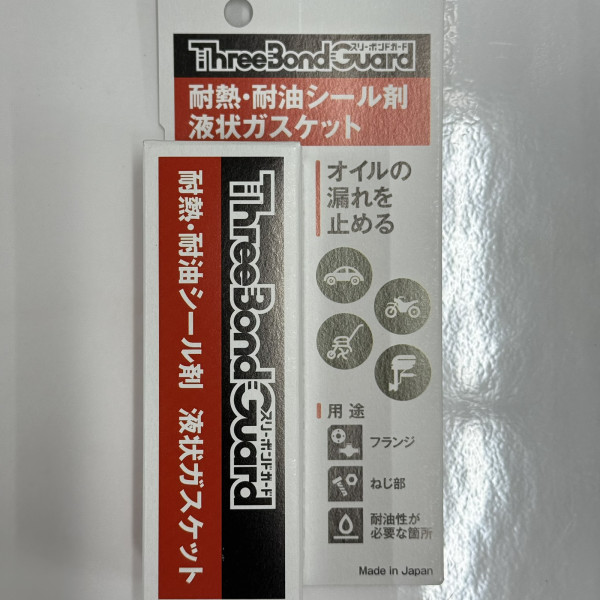 スリーボンドガード
ThreeBondGuard
耐熱・耐油シール剤
液状ガスケット
オイルの
漏れを
止める
用途
フランジ
ねじ部
耐油性が
必要な箇所
Made in Japan
スリーボンドガード
ThreeBondGuard
耐熱・耐油シール剤 液状ガスケット